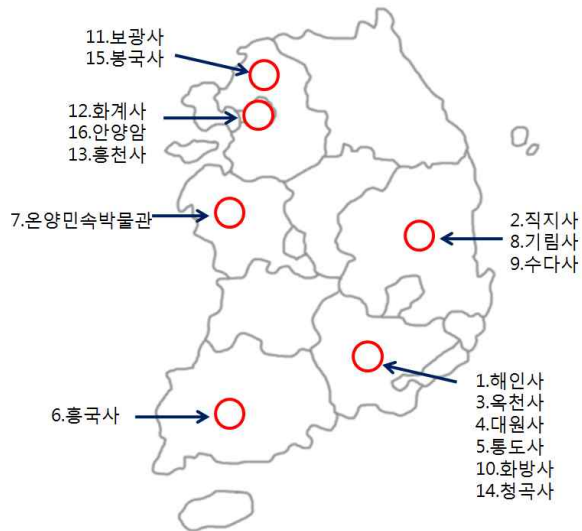 11.보광사
15.봉국사
12.화계사
16.안양암
13.흥천사
7.온양민속박물관
2.직지사
8.기림사
9.수다사
6.흥국사
1.해인사
3.옥천사
4.대원사
5.통도사
10.화방사
14.청곡사